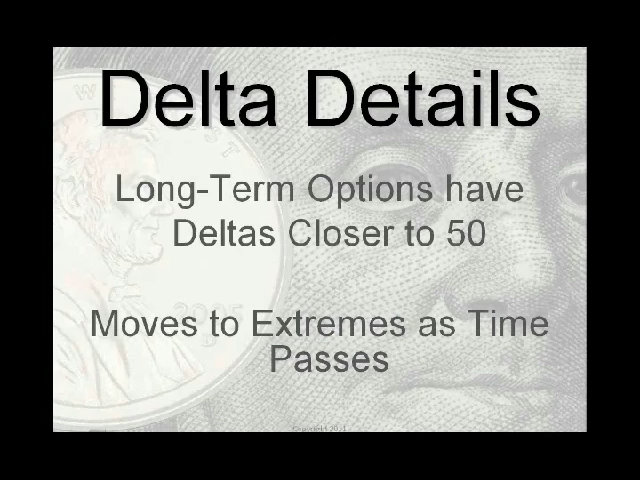 Delta Details
Long-Term Options have
Deltas Closer to 50
Moves to Extremes as Time
Passes